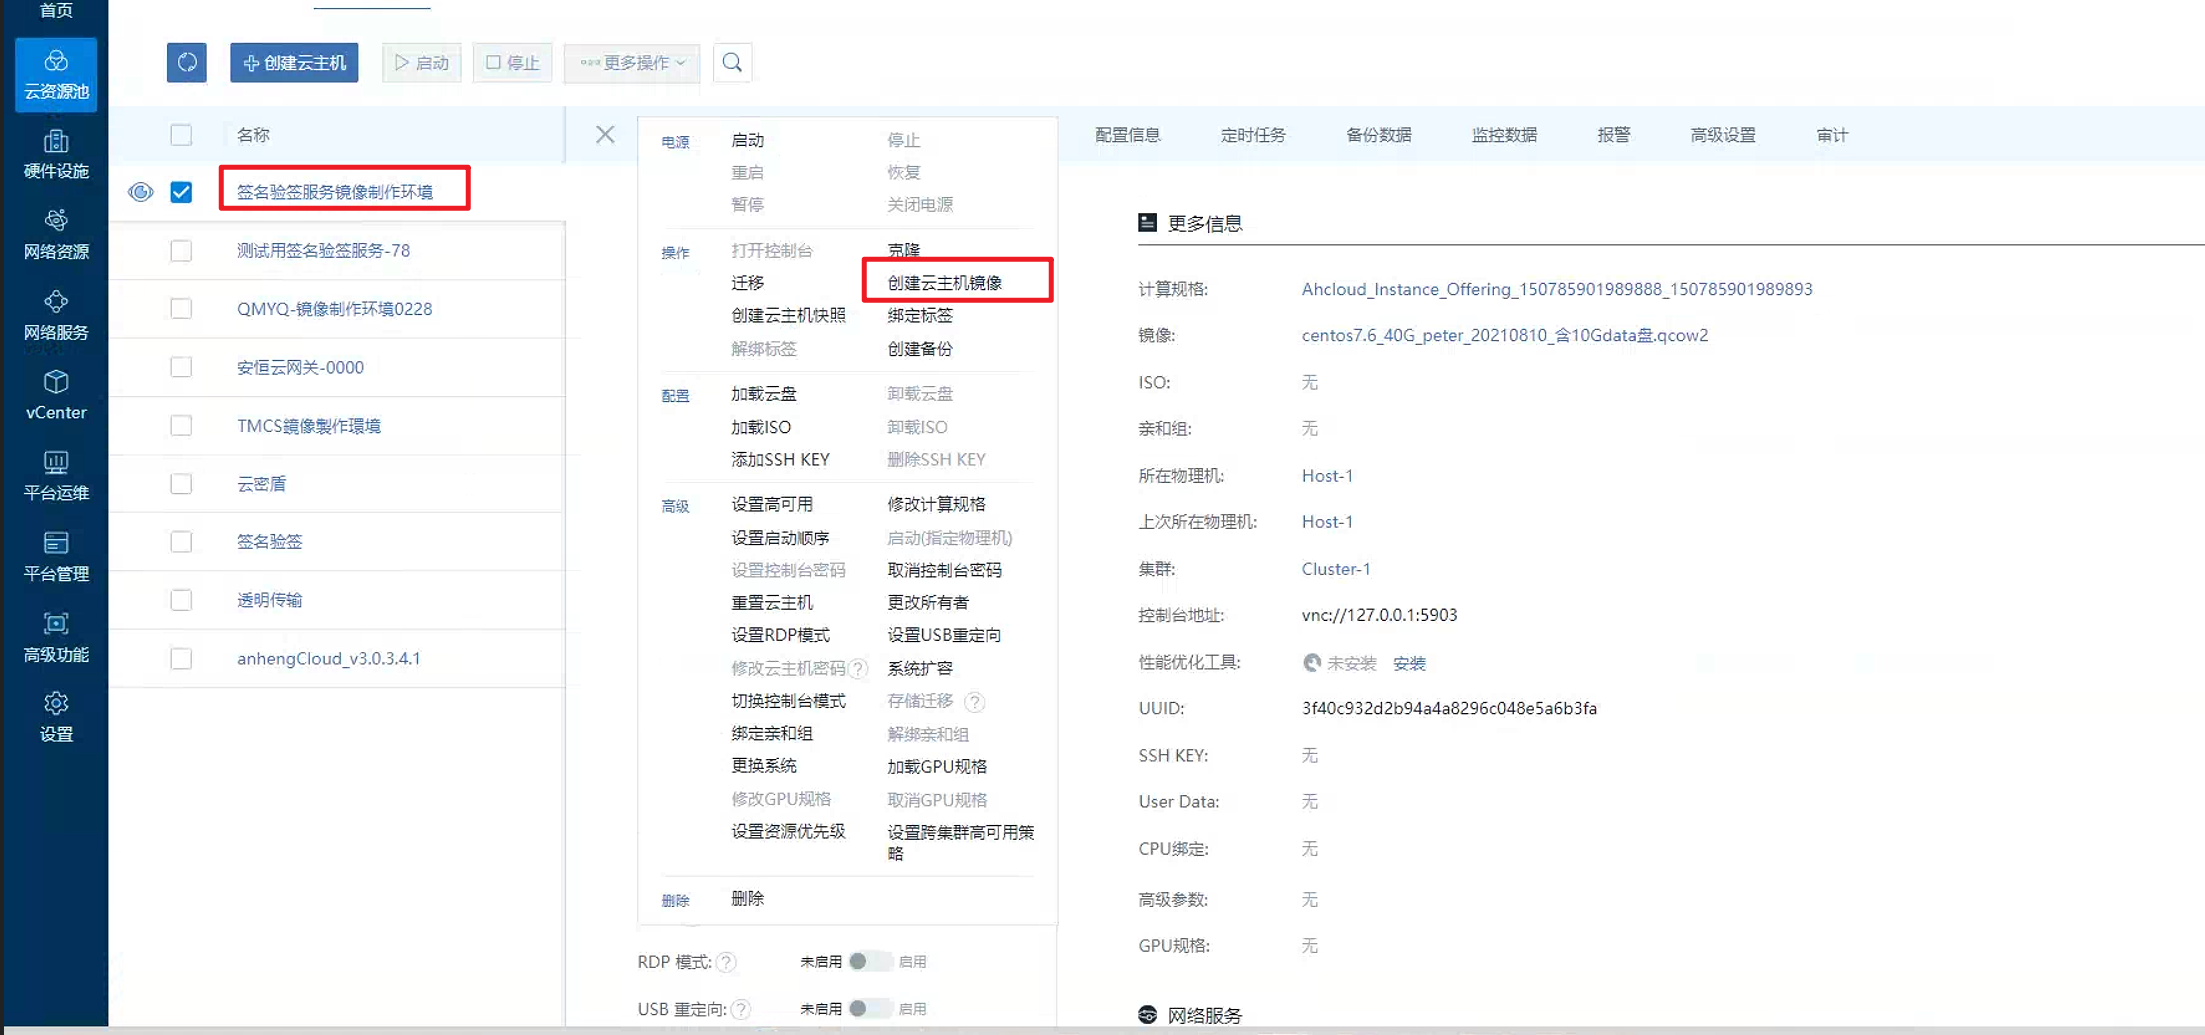 首页
云资源池
硬件设施
网络资源
网络服务
vCenter
平台运维
平台管理
高级功能
设置
创建云主机
启动
停止
更多操作
名称
签名验签服务镜像制作环境
测试用签名验签服务-78
QMYQ-镜像制作环境0228
安恒云网关-0000
TMCS鏡像製作環境
云密盾
签名验签
透明传输
anhengCloud_v3.0.3.4.1
电源
启动 停止
重启 恢复
暂停 关闭电源
操作
打开控制台 克隆
迁移 创建云主机镜像
创建云主机快照 绑定标签
解绑标签 创建备份
配置
加载云盘 卸载云盘
加载ISO 卸载ISO
添加SSH KEY 删除SSH KEY
高级
设置高可用 修改计算规格
设置启动顺序 启动(指定物理机)
设置控制台密码 取消控制台密码
重置云主机 更改所有者
设置RDP模式 设置USB重定向
修改云主机密码 ? 系统扩容
切换控制台模式 存储迁移 ?
绑定亲和组 解绑亲和组
更换系统 加载GPU规格
修改GPU规格 取消GPU规格
设置资源优先级 设置跨集群高可用策
略
删除 删除
RDP 模式: ? 未启用 启用
USB 重定向: ? 未启用 启用
配置信息 定时任务 备份数据 监控数据 报警 高级设置 审计
更多信息
计算规格: Ahcloud_Instance_Offering_150785901989888_150785901989893
镜像: centos7.6_40G_peter_20210810_含10Gdata盘.qcow2
ISO: 无
亲和组: 无
所在物理机: Host-1
上次所在物理机: Host-1
集群: Cluster-1
控制台地址: vnc://127.0.0.1:5903
性能优化工具: 未安装 安装
UUID: 3f40c932d2b94a4a8296c048e5a6b3fa
SSH KEY: 无
User Data: 无
CPU绑定: 无
高级参数: 无
GPU规格: 无
网络服务